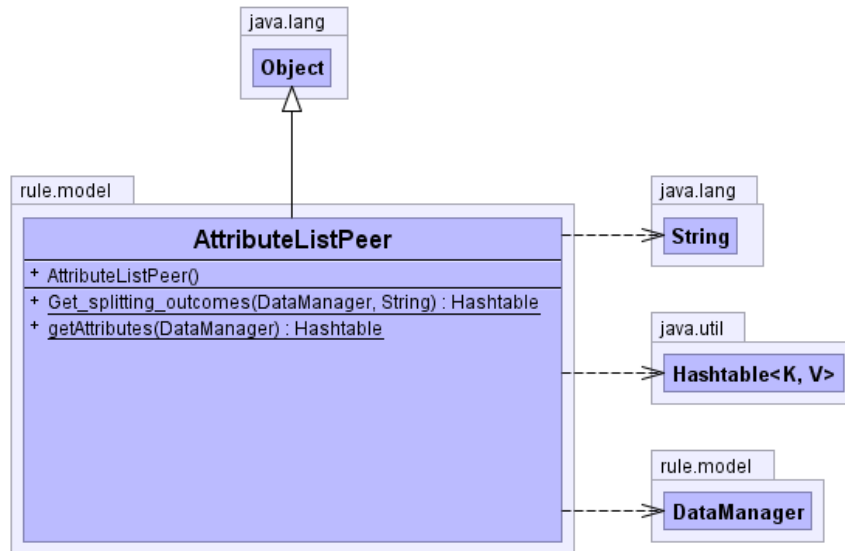 java.lang
Object
rule.model
AttributeListPeer
+ AttributeListPeer()
+ Get_splitting_outcomes(DataManager, String) : Hashtable
+ getAttributes(DataManager) : Hashtable
java.lang
String
java.util
Hashtable<K, V>
rule.model
DataManager